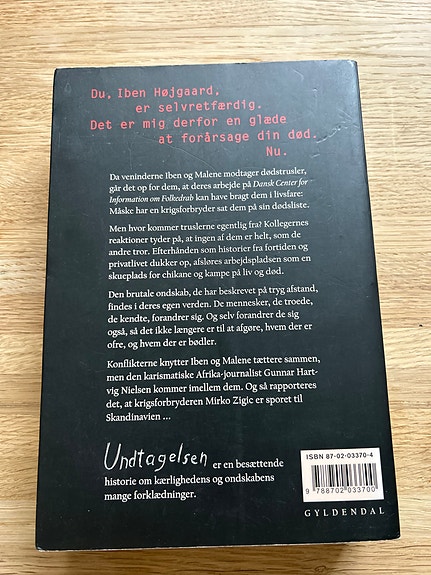 Du, Iben Højgaard,
er selvretfærdig.
Det er mig derfor en glæde
at forårsage din død.
Nu.
Da veninderne Iben og Malene modtager dødstrusler,
går det op for dem, at deres arbejde på Dansk Center for
Information om Folkedrab kan have bragt dem i livsfare:
Måske har en krigsforbryder sat dem på sin dødsliste.
Men hvor kommer truslerne egentlig fra? Kollegernes
reaktioner tyder på, at ingen af dem er helt, som de
andre tror. Efterhånden som historier fra fortiden og
privatlivet dukker op, afsløres arbejdspladsen som en
skueplads for chikane og kampe på liv og død.
Den brutale ondskab, de har beskrevet på tryg afstand,
findes i deres egen verden. De mennesker, de troede,
de kendte, forandrer sig. Og selv forandrer de sig
også, så det ikke længere er til at afgøre, hvem der er
ofre, og hvem der er bødler.
Konflikterne knytter Iben og Malene tættere sammen,
men den karismatiske Afrika-journalist Gunnar Hart-
vig Nielsen kommer imellem dem. Og så rapporteres
det, at krigsforbryderen Mirko Zigic er sporet til
Skandinavien ...
Undtagelsen er en besættende
historie om kærlighedens og ondskabens
mange forklædninger.
ISBN 87-02-03370-4
9 788702 033700
GYLDENDAL